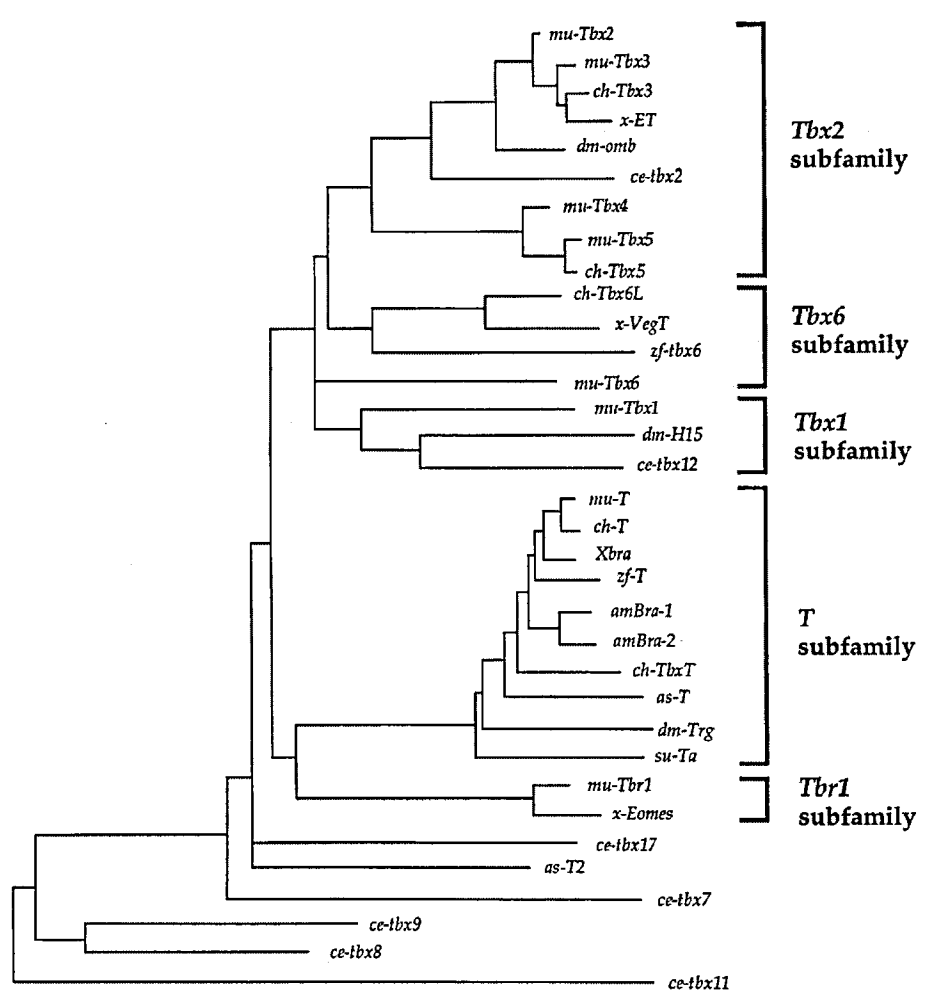 mu-Tbx2
mu-Tbx3
ch-Tbx3
x-ET
dm-omb
ce-tbx2
mu-Tbx4
mu-Tbx5
ch-Tbx5
Tbx2
subfamily
ch-Tbx6L
x-VegT
zf-tbx6
mu-Tbx6
Tbx6
subfamily
mu-Tbx1
dm-H15
ce-tbx12
Tbx1
subfamily
mu-T
ch-T
Xbra
zf-T
amBra-1
amBra-2
ch-TbxT
as-T
dm-Trg
su-Ta
T
subfamily
mu-Tbr1
x-Eomes
Tbr1
subfamily
ce-tbx17
as-T2
ce-tbx7
ce-tbx9
ce-tbx8
ce-tbx11